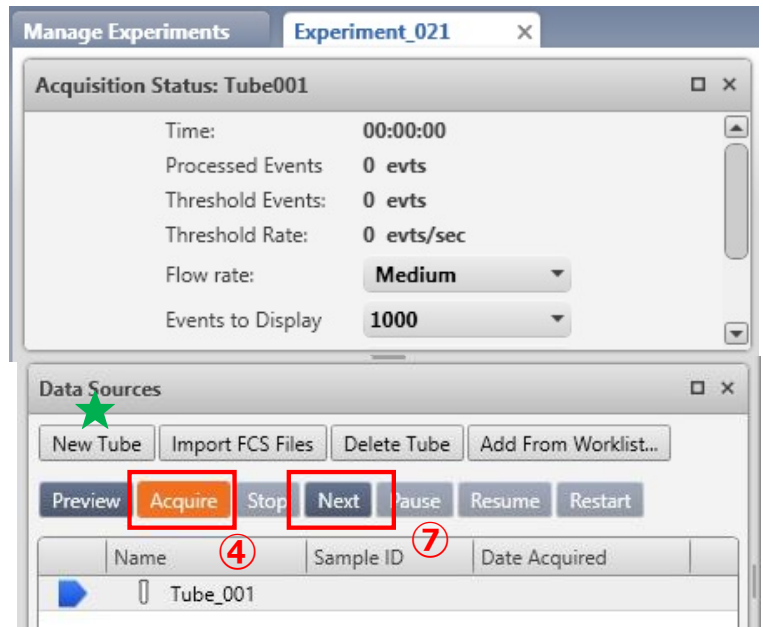 Manage Experiments Experiment_021 ×
Acquisition Status: Tube001
Time: 00:00:00
Processed Events 0 evts
Threshold Events: 0 evts
Threshold Rate: 0 evts/sec
Flow rate: Medium
Events to Display 1000
Data Sources
New Tube Import FCS Files Delete Tube Add From Worklist...
Preview Acquire Stop Next Pause Resume Restart
④ ⑦
Name Sample ID Date Acquired
Tube_001